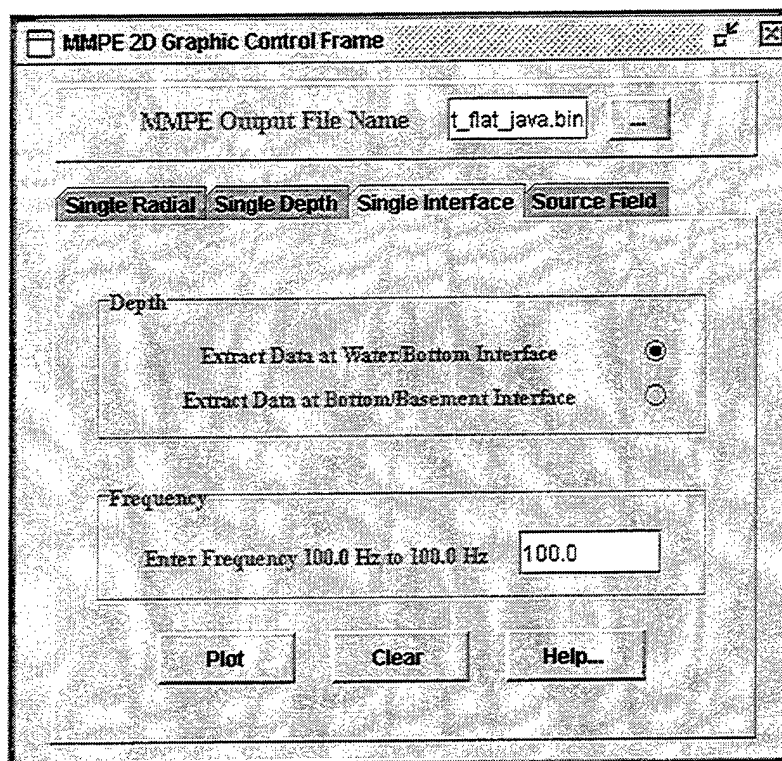 MMPE 2D Graphic Control Frame
MMPE Output File Name t_flat_java.bin ...
Single Radial Single Depth Single Interface Source Field
Depth
Extract Data at Water/Bottom Interface
Extract Data at Bottom/Basement Interface
Frequency
Enter Frequency 100.0 Hz to 100.0 Hz 100.0
Plot Clear Help...